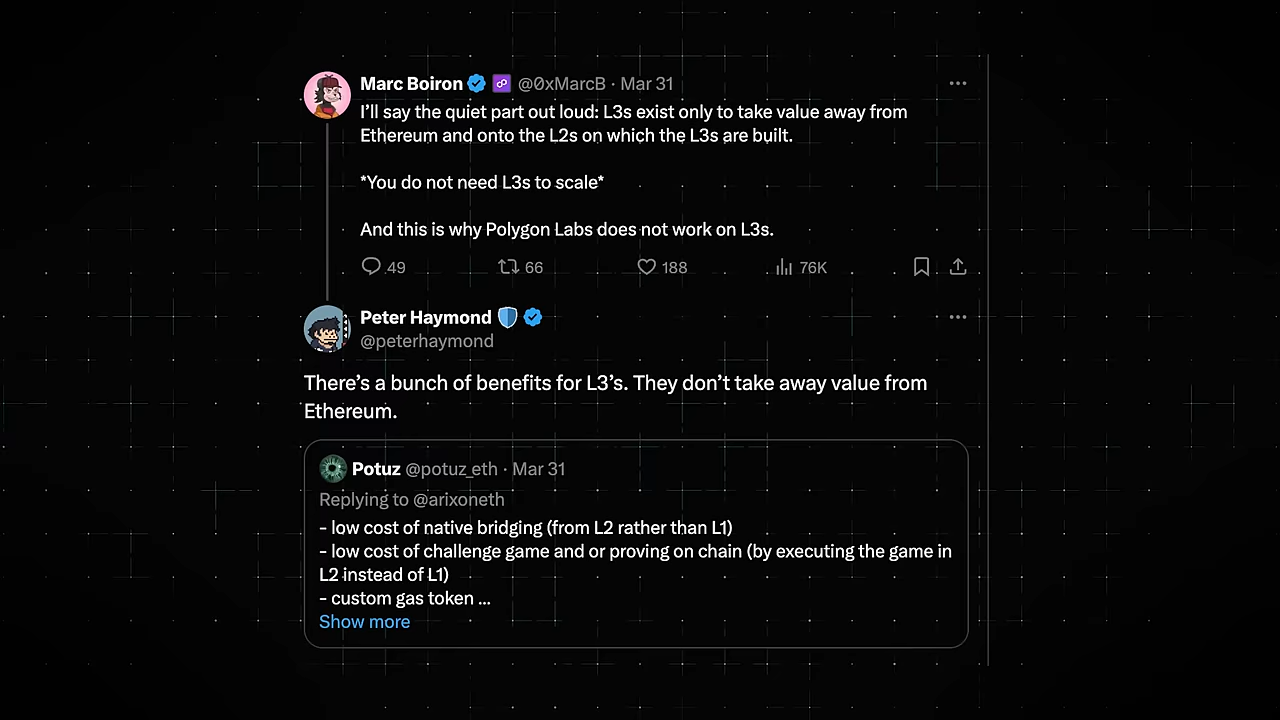 Marc Boiron @0xMarcB · Mar 31
I’ll say the quiet part out loud: L3s exist only to take value away from
Ethereum and onto the L2s on which the L3s are built.
*You do not need L3s to scale*
And this is why Polygon Labs does not work on L3s.
49 66 188 76K
Peter Haymond
@peterhaymond
There’s a bunch of benefits for L3’s. They don’t take away value from
Ethereum.
Potuz @potuz_eth · Mar 31
Replying to @arixoneth
- low cost of native bridging (from L2 rather than L1)
- low cost of challenge game and or proving on chain (by executing the game in
L2 instead of L1)
- custom gas token ...
Show more